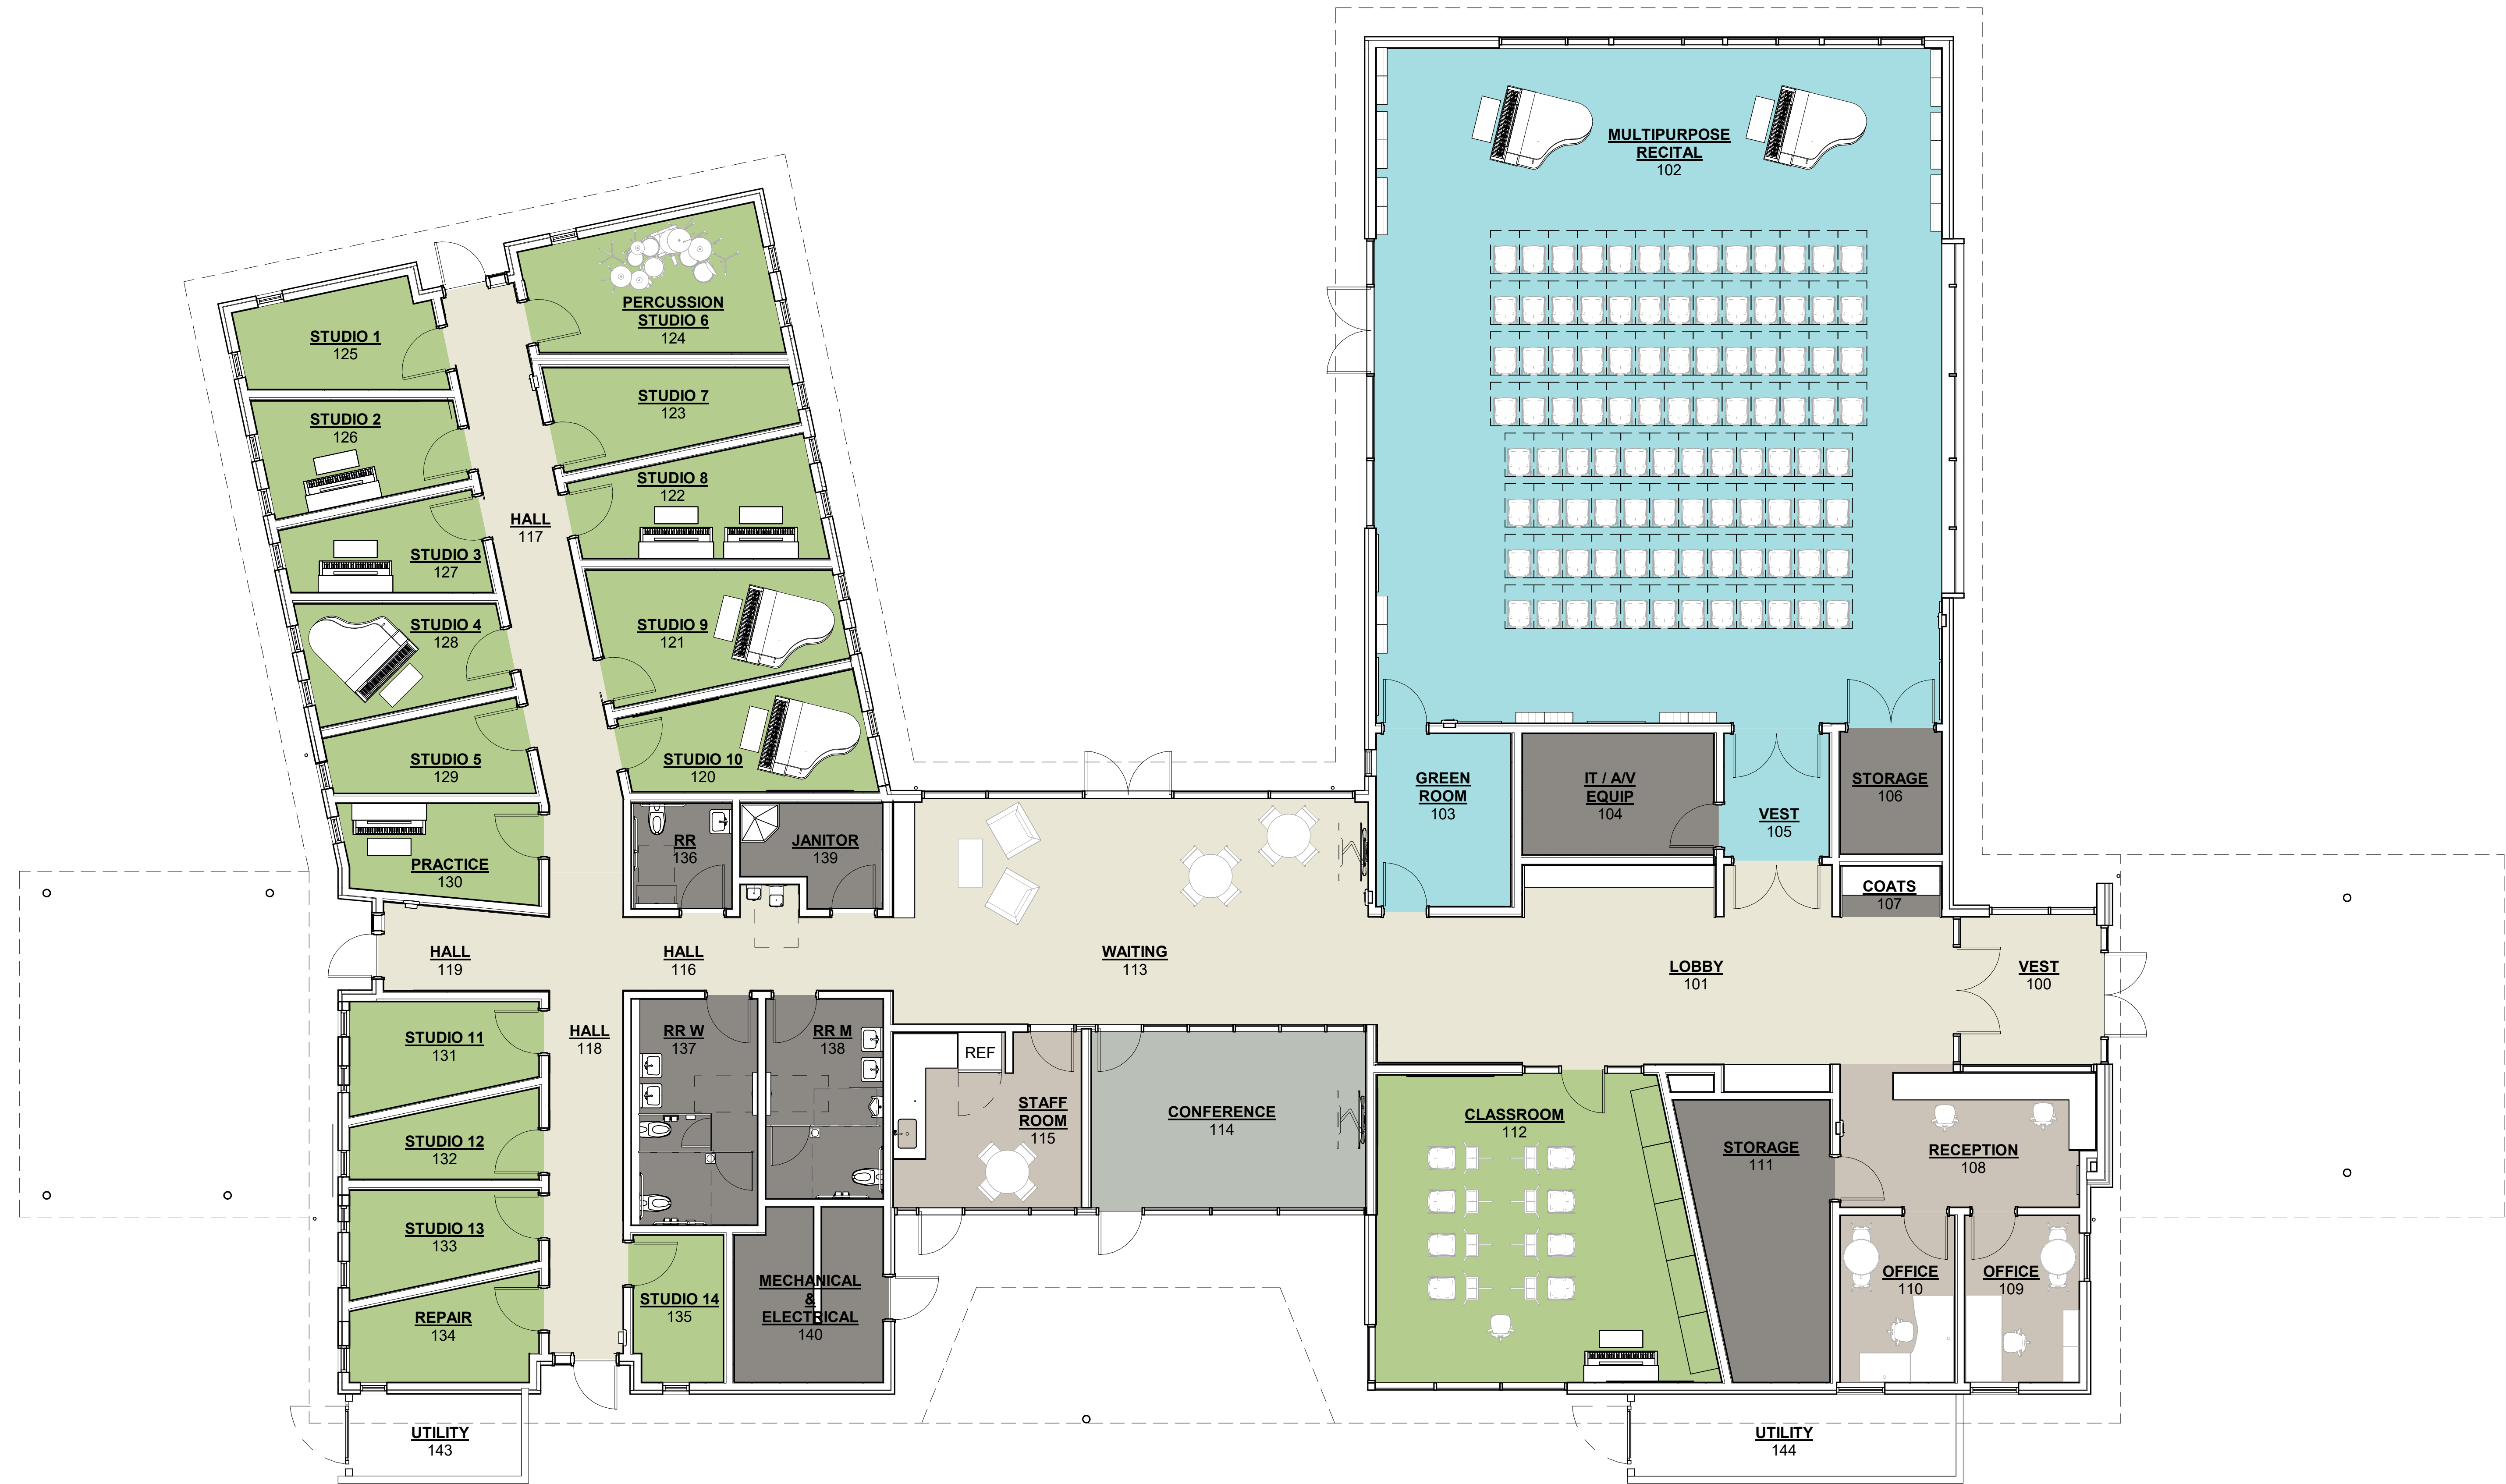 MULTIPURPOSE
RECITAL
102
PERCUSSION
STUDIO 6
124
STUDIO 1
125
STUDIO 7
123
STUDIO 2
126
STUDIO 8
122
HALL
117
STUDIO 3
127
STUDIO 4
128
STUDIO 9
121
STUDIO 5
129
STUDIO 10
120
GREEN
ROOM
103
IT / A/V
EQUIP
104
VEST
105
STORAGE
106
PRACTICE
130
RR
136
JANITOR
139
COATS
107
HALL
119
HALL
116
WAITING
113
LOBBY
101
VEST
100
STUDIO 11
131
HALL
118
RR W
137
RR M
138
REF
STAFF
ROOM
115
CONFERENCE
114
CLASSROOM
112
STORAGE
111
RECEPTION
108
STUDIO 12
132
STUDIO 13
133
OFFICE
110
OFFICE
109
MECHANICAL
&
ELECTRICAL
140
STUDIO 14
135
REPAIR
134
UTILITY
143
UTILITY
144